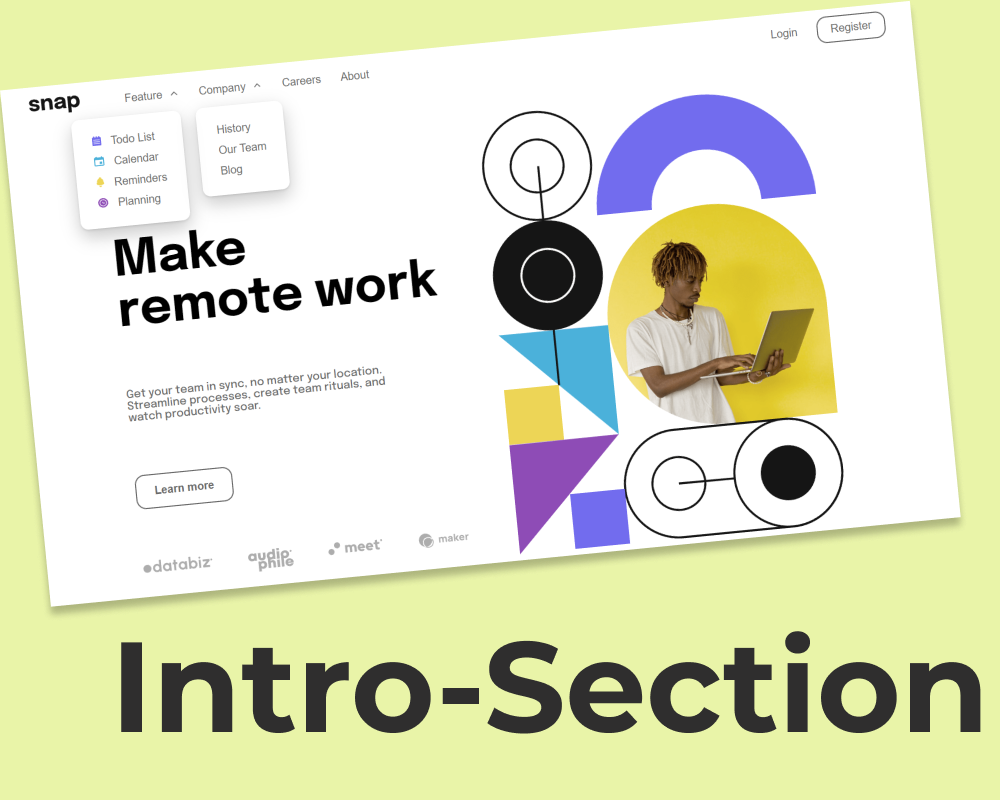 Login Register
snap Feature Company Careers About
Todo List
Calendar
Reminders
Planning
History
Our Team
Blog
Make
remote work
Get your team in sync, no matter your location.
Streamline processes, create team rituals, and
watch productivity soar.
Learn more
databiz
audiophile
meet
maker
Intro-Section